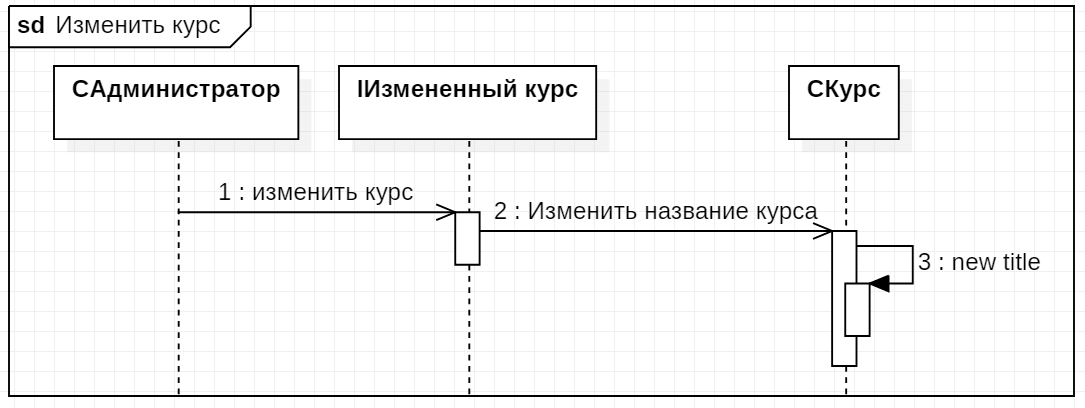 sd Изменить курс
САдминистратор
IИзмененный курс
СКурс
1 : изменить курс
2 : Изменить название курса
3 : new title